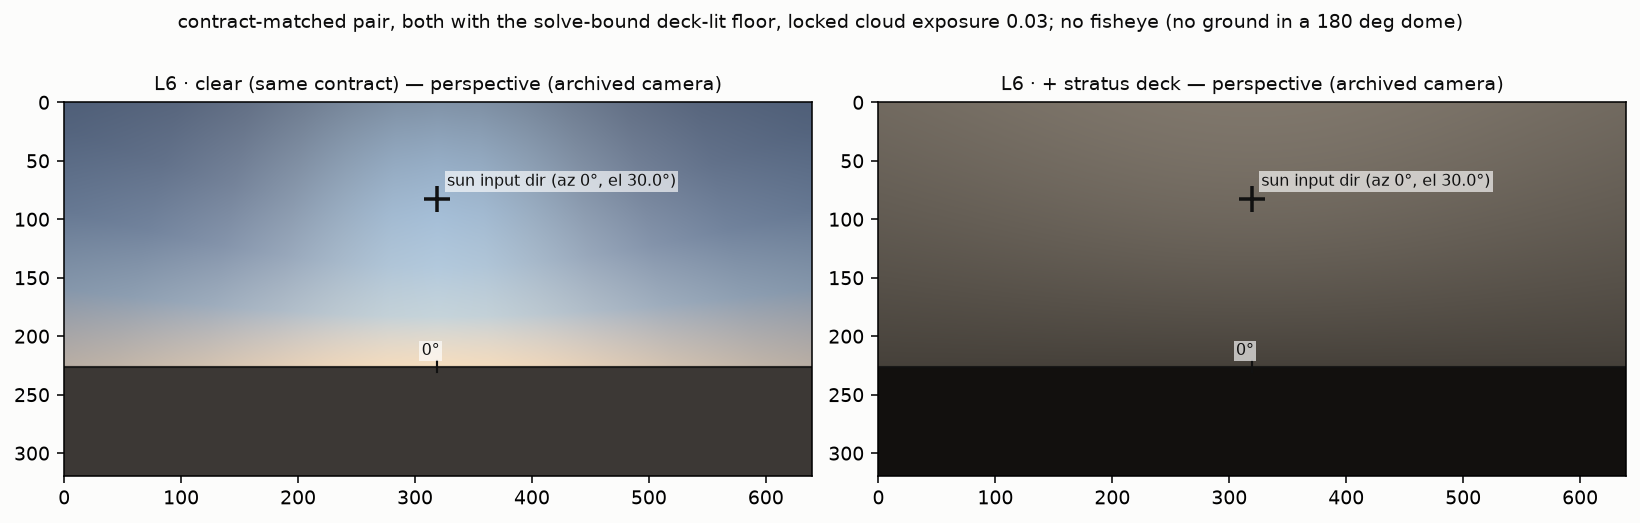 contract-matched pair, both with the solve-bound deck-lit floor, locked cloud exposure 0.03; no fisheye (no ground in a 180 deg dome)
L6 · clear (same contract) — perspective (archived camera)
0
50
100
150
200
250
300
sun input dir (az 0°, el 30.0°)
0°
0 100 200 300 400 500 600
L6 · + stratus deck — perspective (archived camera)
0
50
100
150
200
250
300
sun input dir (az 0°, el 30.0°)
0°
0 100 200 300 400 500 600